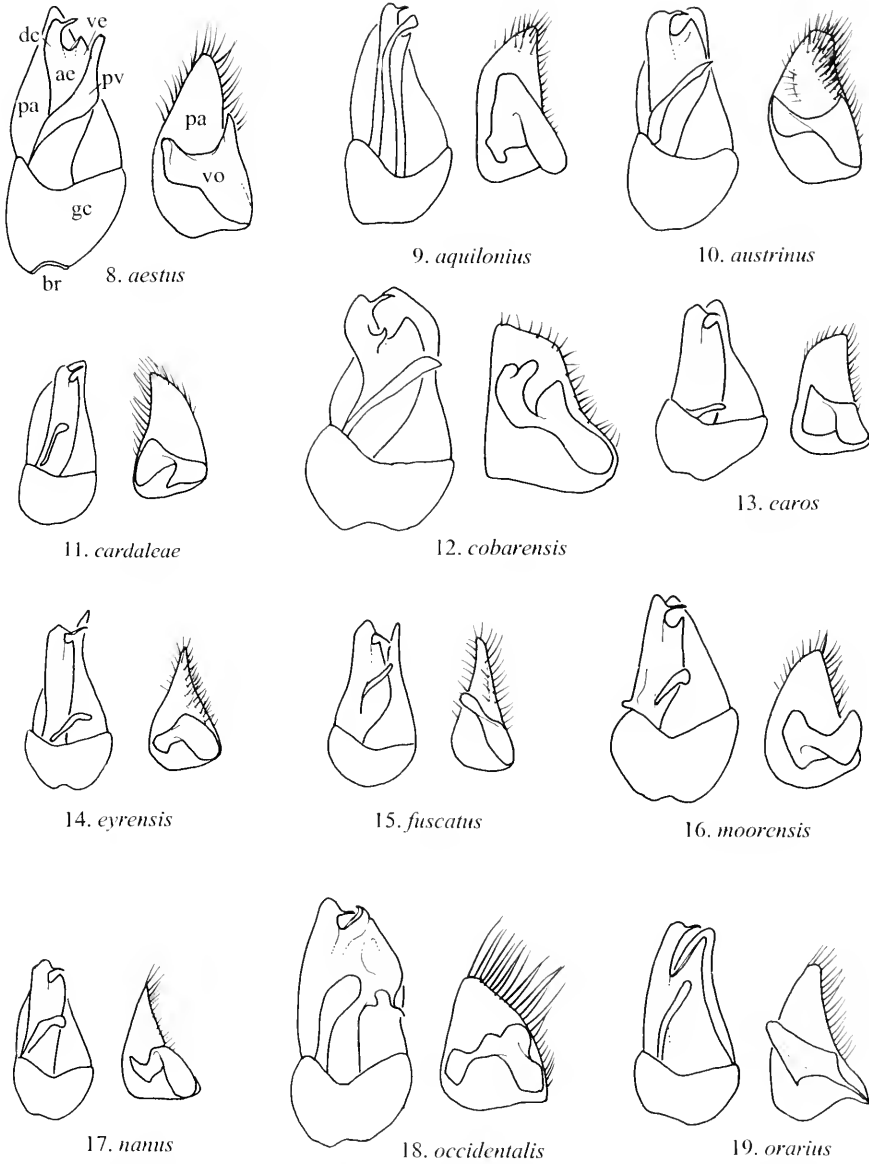 dc
ve
ae
pv
pa
pa
vo
gc
br
8. aestus
9. aquilonius
10. austrinus
11. cardaleae
12. cobarensis
13. earos
14. eyrensis
15. fuscatus
16. moorensis
17. nanus
18. occidentalis
19. orarius